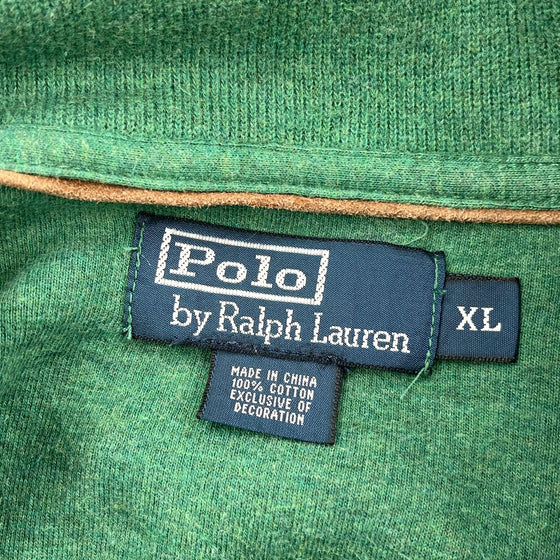 Polo
by Ralph Lauren
XL
MADE IN CHINA
100% COTTON
EXCLUSIVE OF
DECORATION